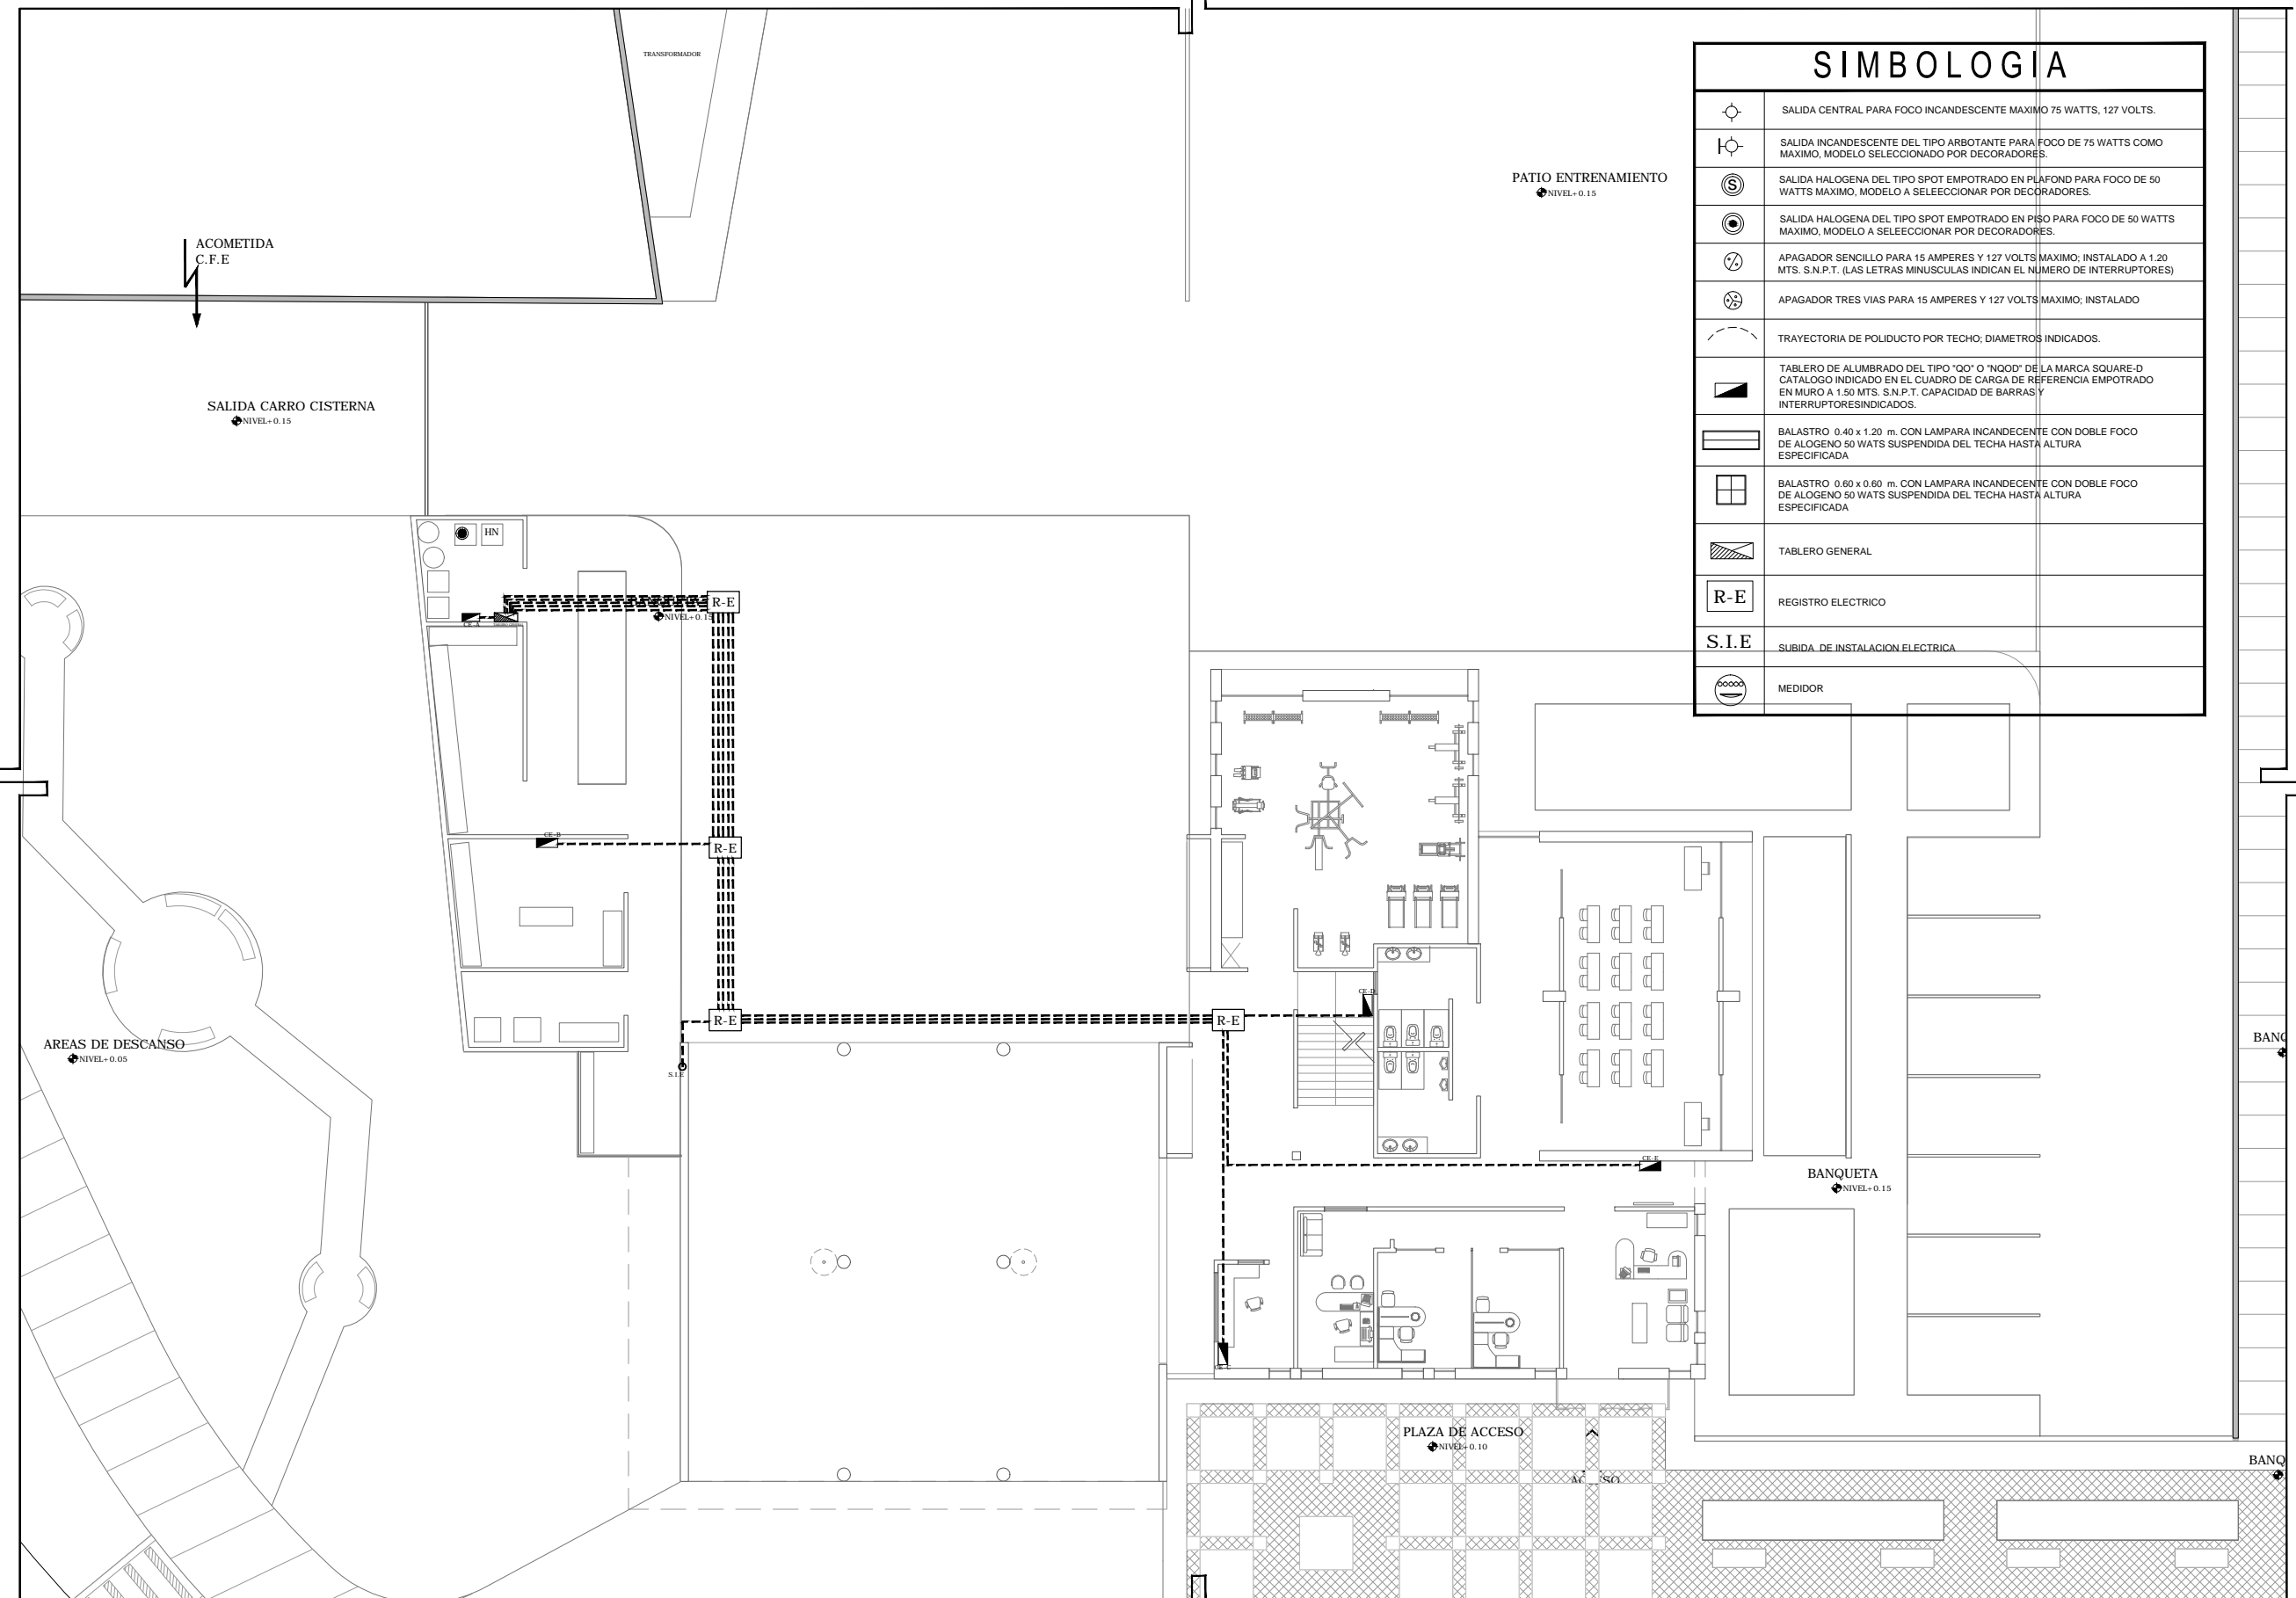 TRANSFORMADOR
ACOMETIDA
C.F.E
PATIO ENTRENAMIENTO
NIVEL+0.15
SALIDA CARRO CISTERNA
NIVEL+0.15
SIMBOLOGIA
SALIDA CENTRAL PARA FOCO INCANDESCENTE MAXIMO 75 WATTS, 127 VOLTS.
SALIDA INCANDESCENTE DEL TIPO ARBOTANTE PARA FOCO DE 75 WATTS COMO
MAXIMO, MODELO SELECCIONADO POR DECORADORES.
S
SALIDA HALOGENA DEL TIPO SPOT EMPOTRADO EN PLAFOND PARA FOCO DE 50
WATTS MAXIMO, MODELO A SELEECCIONAR POR DECORADORES.
SALIDA HALOGENA DEL TIPO SPOT EMPOTRADO EN PISO PARA FOCO DE 50 WATTS
MAXIMO, MODELO A SELEECCIONAR POR DECORADORES.
APAGADOR SENCILLO PARA 15 AMPERES Y 127 VOLTS MAXIMO; INSTALADO A 1.20
MTS. S.N.P.T. (LAS LETRAS MINUSCULAS INDICAN EL NUMERO DE INTERRUPTORES)
APAGADOR TRES VIAS PARA 15 AMPERES Y 127 VOLTS MAXIMO; INSTALADO
TRAYECTORIA DE POLIDUCTO POR TECHO; DIAMETROS INDICADOS.
TABLERO DE ALUMBRADO DEL TIPO "QO" O "NQOD" DE LA MARCA SQUARE-D
CATALOGO INDICADO EN EL CUADRO DE CARGA DE REFERENCIA EMPOTRADO
EN MURO A 1.50 MTS. S.N.P.T. CAPACIDAD DE BARRAS Y
INTERRUPTORESINDICADOS.
BALASTRO 0.40 x 1.20 m. CON LAMPARA INCANDECENTE CON DOBLE FOCO
DE ALOGENO 50 WATS SUSPENDIDA DEL TECHA HASTA ALTURA
ESPECIFICADA
BALASTRO 0.60 x 0.60 m. CON LAMPARA INCANDECENTE CON DOBLE FOCO
DE ALOGENO 50 WATS SUSPENDIDA DEL TECHA HASTA ALTURA
ESPECIFICADA
TABLERO GENERAL
R-E
REGISTRO ELECTRICO
S.I.E
SUBIDA DE INSTALACION ELECTRICA
MEDIDOR
HN
R-E
NIVEL+0.15
CE-A
CE-B
R-E
R-E
S.I.E
R-E
CE-D
CE-E
CE-C
AREAS DE DESCANSO
NIVEL+0.05
BANQUETA
NIVEL+0.15
BANQ
PLAZA DE ACCESO
NIVEL+0.10
BANQ